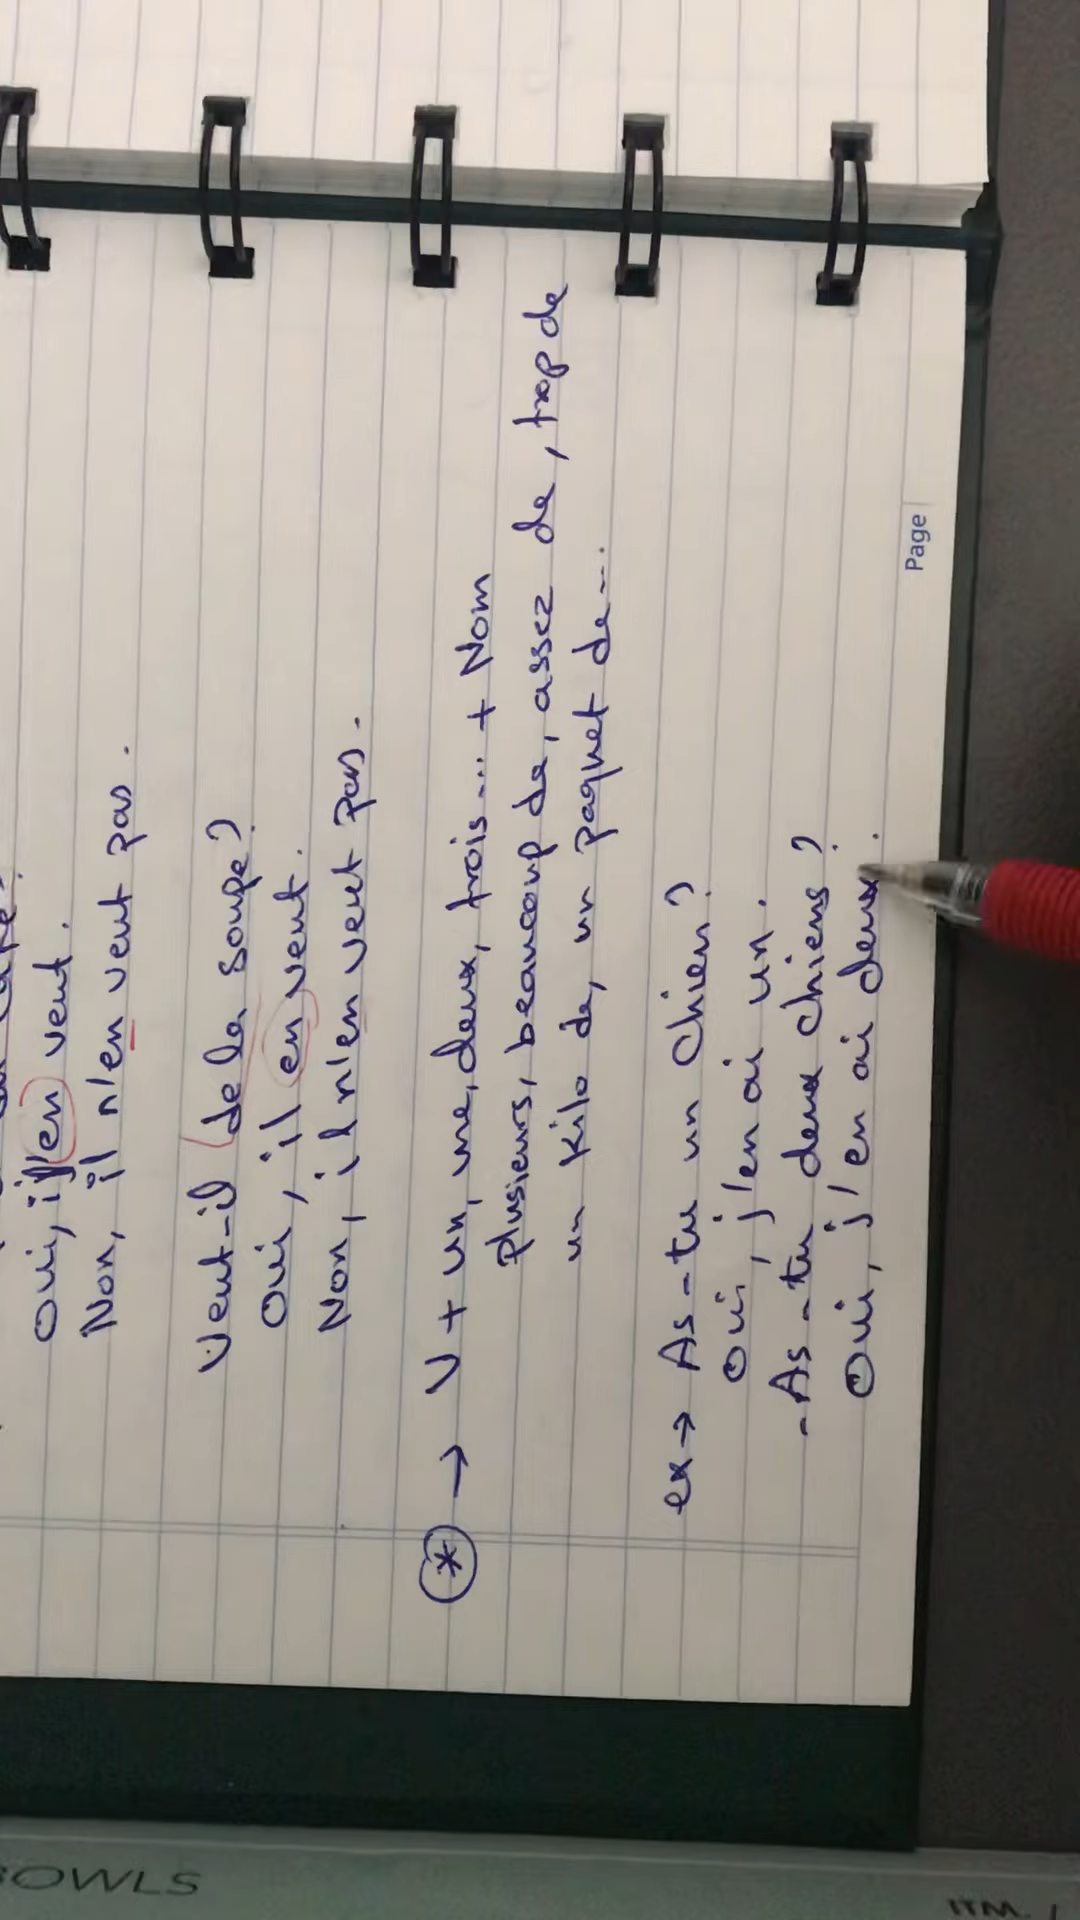 Oui, il en veut.
Non, il n'en veut pas.
Veut-il de la soupe?
Oui, il en veut.
Non, il n'en veut pas.
* → V + un, une, deux, trois... + Nom
plusieurs, beaucoup de, assez de, trop de
un kilo de, un paquet de...
ex → As-tu un chien?
Oui, j'en ai un.
- As-tu deux chiens?
Oui, j'en ai deux.
Page
BOWLS
ITM.